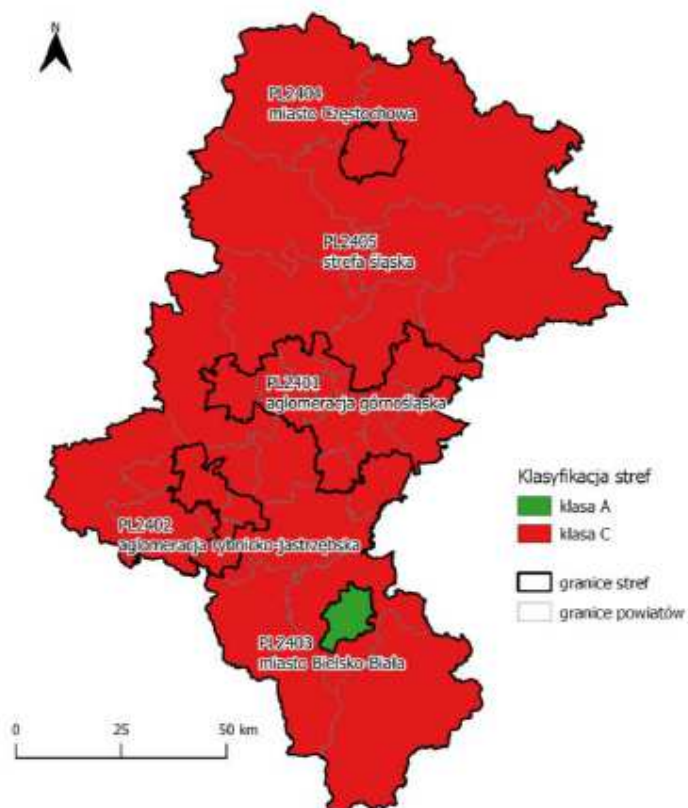 N
PL2404
miasto Częstochowa
PL2405
strefa śląska
PL2401
aglomeracja górnośląska
PL2402
aglomeracja rybnicko-jastrzębska
PL2403
miasto Bielsko-Biała
Klasyfikacja stref
klasa A
klasa C
granice stref
granice powiatów
0 25 50 km